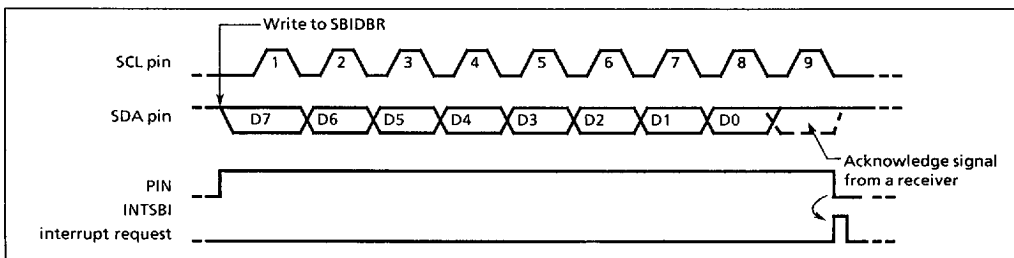 Write to SBIDBR
SCL pin
1 2 3 4 5 6 7 8 9
SDA pin
D7 D6 D5 D4 D3 D2 D1 D0
Acknowledge signal
from a receiver
PIN
INTSBI
interrupt request